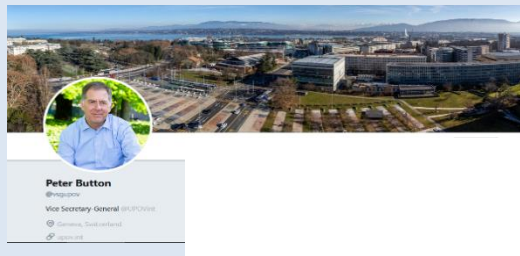 Peter Button
@vsgupov
Vice Secretary-General @UPOVint
Geneva, Switzerland
upov.int